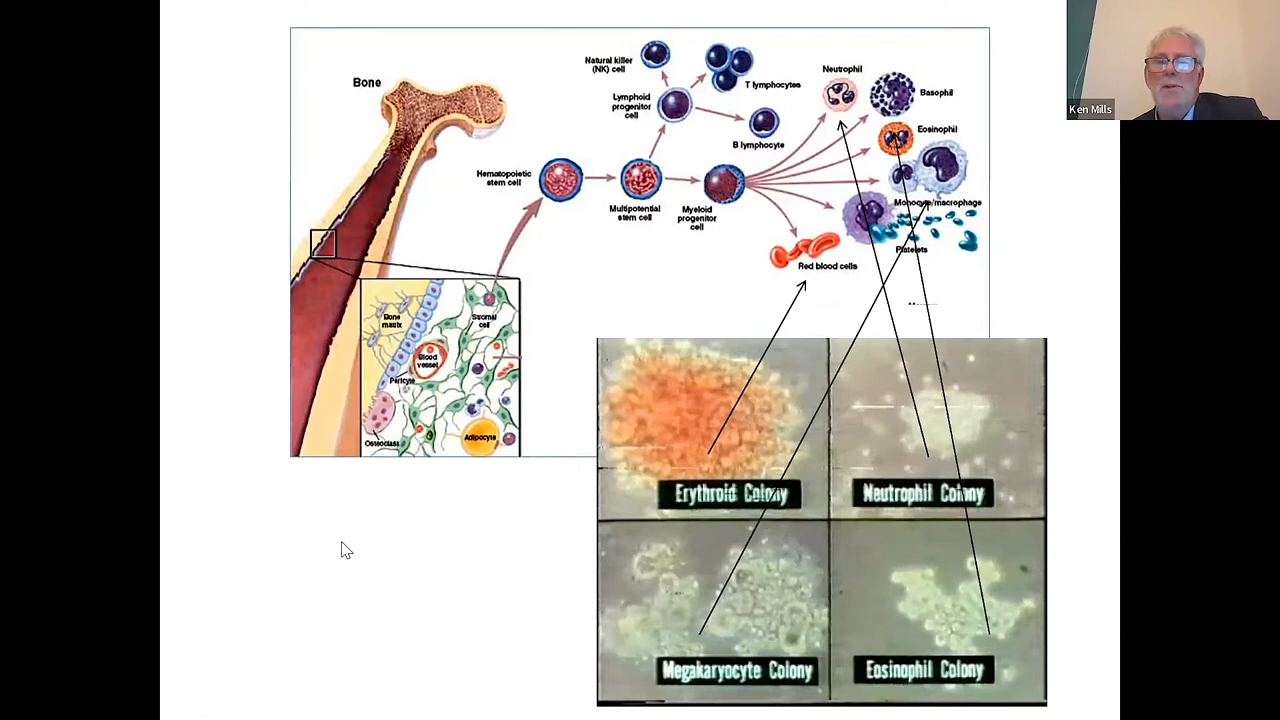 Bone
Natural killer
(NK) cell
T lymphocytes
Lymphoid
progenitor
cell
B lymphocyte
Neutrophil
Basophil
Eosinophil
Hematopoietic
stem cell
Multipotential
stem cell
Myeloid
progenitor
cell
Monocyte/macrophage
Platelets
Red blood cells
Bone
matrix
Stromal
cell
Blood
vessel
Pericyte
Osteoclast
Adipocyte
Erythroid Colony
Neutrophil Colony
Megakaryocyte Colony
Eosinophil Colony
Ken Mills